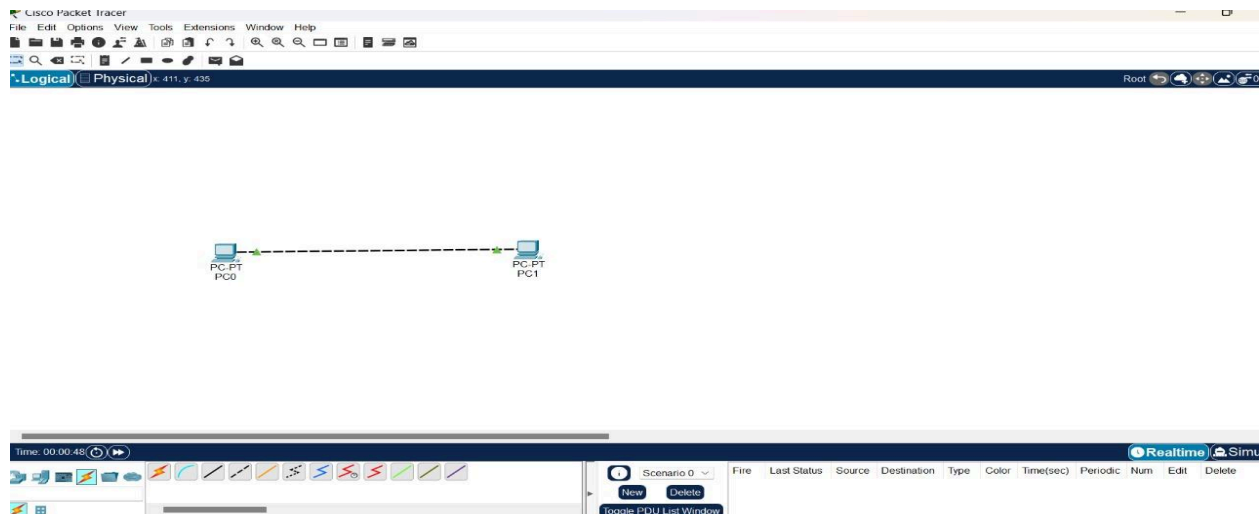 Cisco Packet Tracer
File Edit Options View Tools Extensions Window Help
Logical Physical x: 411, y: 435 Root
PC-PT
PC0
PC-PT
PC1
Time: 00:00:48 Realtime Simu
Scenario 0 Fire Last Status Source Destination Type Color Time(sec) Periodic Num Edit Delete
New Delete
Toggle PDU List Window